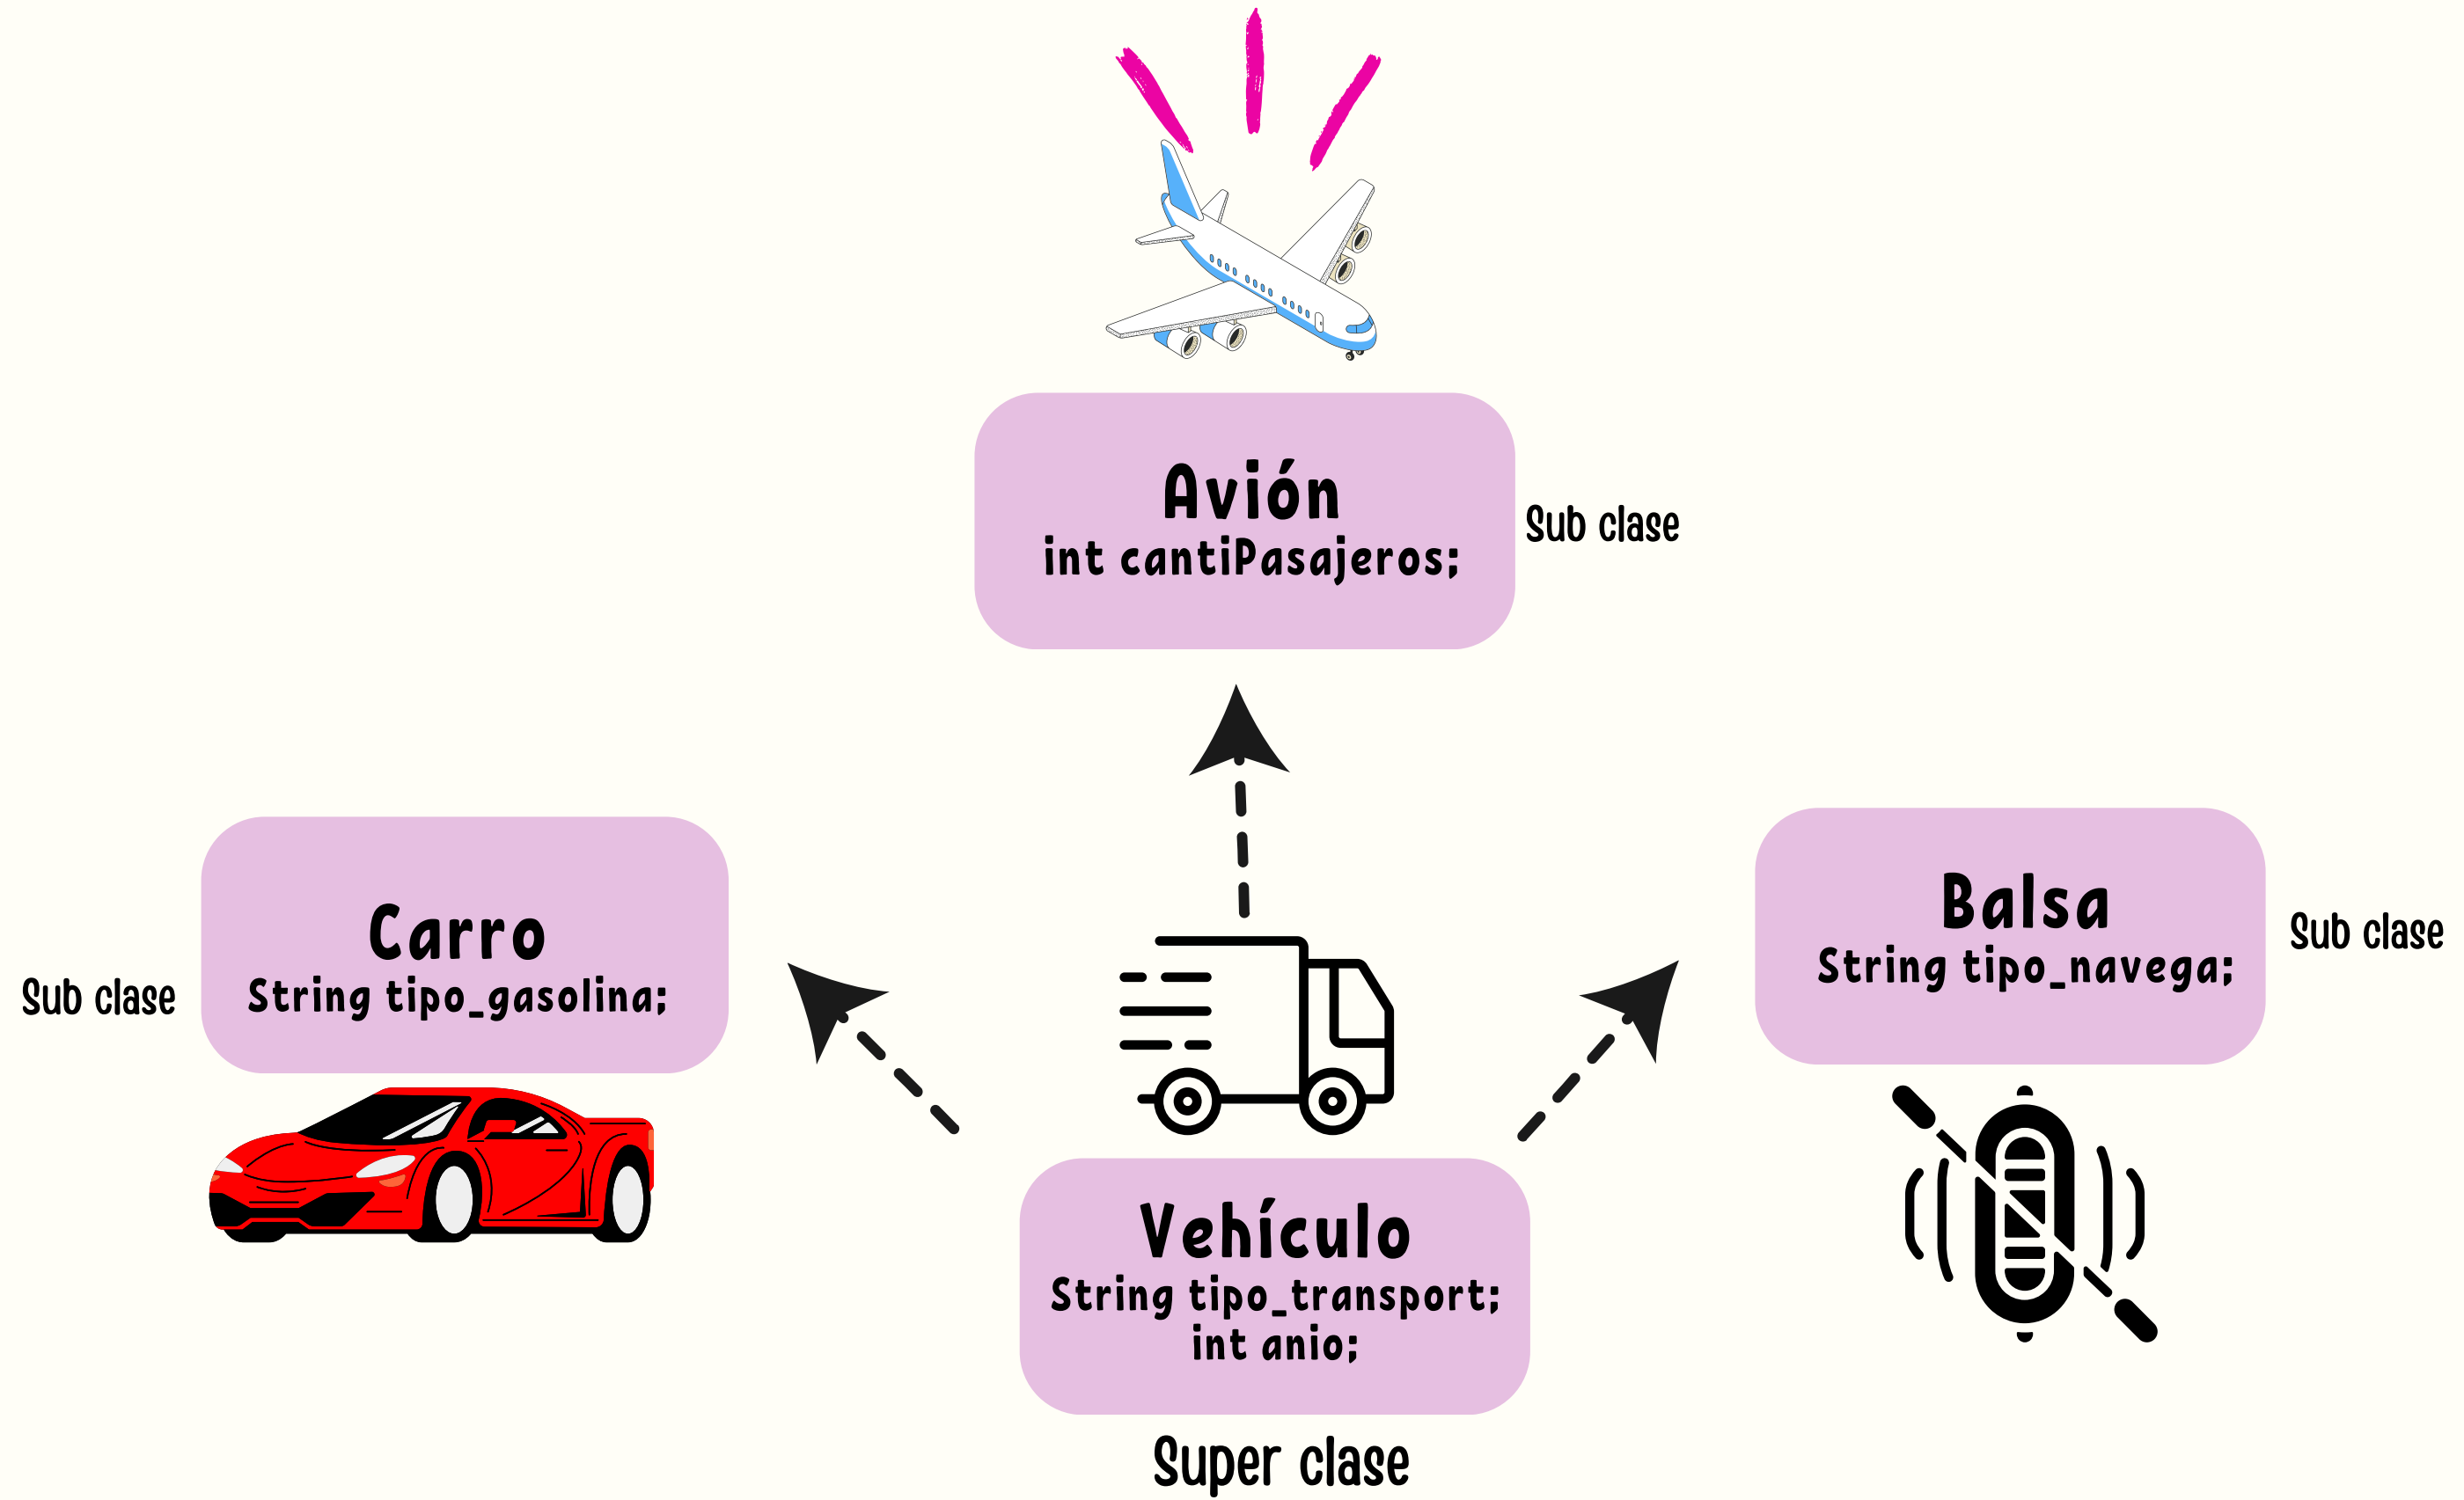 Avión
int cantiPasajeros;
Sub clase
Carro
String tipo_gasolina;
Sub clase
Balsa
String tipo_navega;
Sub clase
Vehículo
String tipo_transport;
int anio;
Super clase